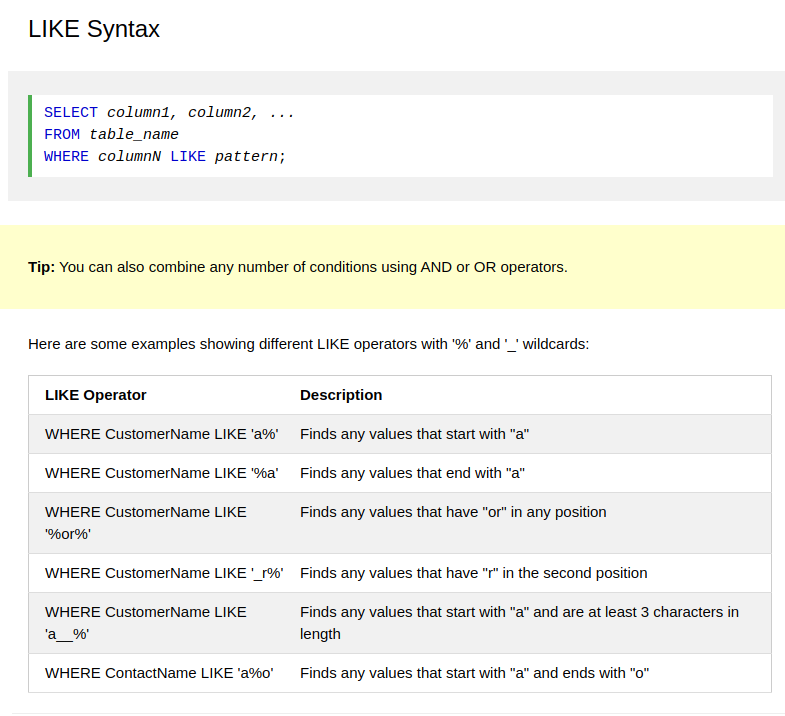 LIKE Syntax
SELECT column1, column2, ...
FROM table_name
WHERE columnN LIKE pattern;
Tip: You can also combine any number of conditions using AND or OR operators.
Here are some examples showing different LIKE operators with '%' and '_' wildcards:
LIKE Operator Description
WHERE CustomerName LIKE 'a%' Finds any values that start with "a"
WHERE CustomerName LIKE '%a' Finds any values that end with "a"
WHERE CustomerName LIKE Finds any values that have "or" in any position
'%or%'
WHERE CustomerName LIKE '_r%' Finds any values that have "r" in the second position
WHERE CustomerName LIKE Finds any values that start with "a" and are at least 3 characters in
'a__%' length
WHERE ContactName LIKE 'a%o' Finds any values that start with "a" and ends with "o"